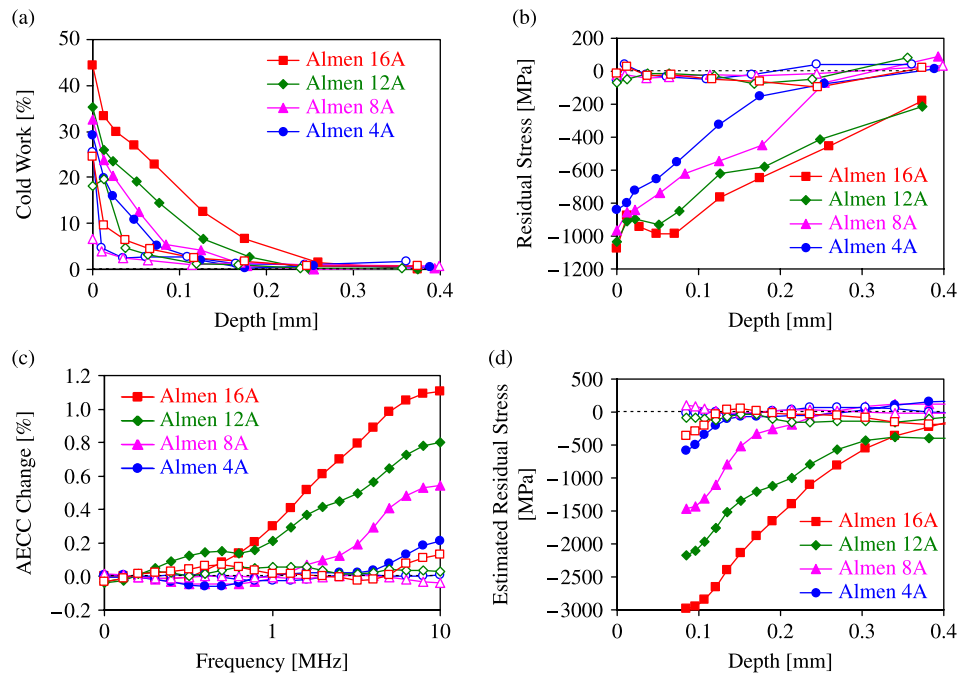 (a)
Cold Work [%]
50
40
30
20
10
0
0
0.1
0.2
0.3
0.4
Depth [mm]
Almen 16A
Almen 12A
Almen 8A
Almen 4A
(b)
Residual Stress
[MPa]
200
0
−200
−400
−600
−800
−1000
−1200
0
0.1
0.2
0.3
0.4
Depth [mm]
Almen 16A
Almen 12A
Almen 8A
Almen 4A
(c)
AECC Change [%]
1.2
1.0
0.8
0.6
0.4
0.2
0.0
−0.2
0
1
10
Frequency [MHz]
Almen 16A
Almen 12A
Almen 8A
Almen 4A
(d)
Estimated Residual Stress
[MPa]
500
0
−500
−1000
−1500
−2000
−2500
−3000
0
0.1
0.2
0.3
0.4
Depth [mm]
Almen 16A
Almen 12A
Almen 8A
Almen 4A